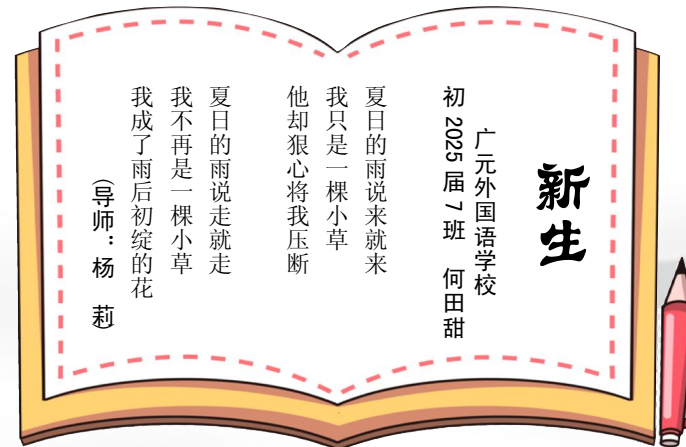 新生
广元外国语学校
初2025届7班 何田甜
夏日的雨说来就来
我只是一棵小草
他却狠心将我压断
夏日的雨说走就走
我不再是一棵小草
我成了雨后初绽的花
（导师：杨 莉）